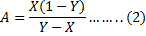 A = X(1 − Y) / Y − X … … .. (2)